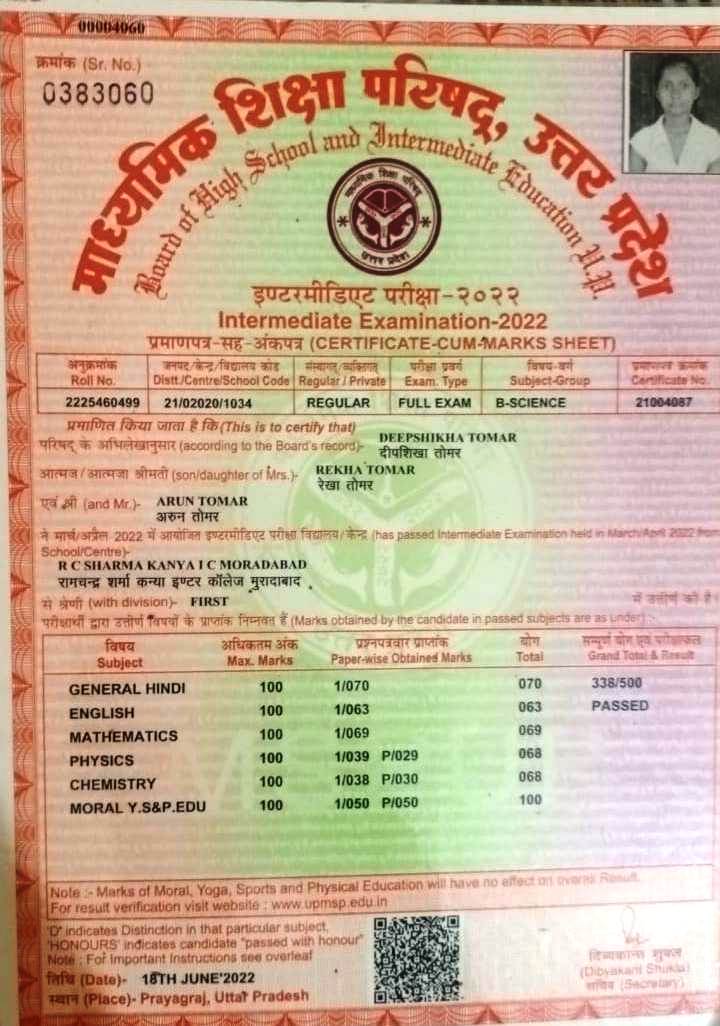 00004060
क्रमांक (Sr. No.)
0383060
माध्यमिक शिक्षा परिषद्, उत्तर प्रदेश
Board of High School and Intermediate Education U.P.
माध्यमिक शिक्षा परिषद्
उत्तर प्रदेश
इण्टरमीडिएट परीक्षा-२०२२
Intermediate Examination-2022
प्रमाणपत्र-सह-अंकपत्र (CERTIFICATE-CUM-MARKS SHEET)
अनुक्रमांक जनपद/केन्द्र/विद्यालय कोड संस्थागत/व्यक्तिगत परीक्षा प्रवर्ग विषय-वर्ग प्रमाणपत्र क्रमांक
Roll No. Distt./Centre/School Code Regular / Private Exam. Type Subject-Group Certificate No.
2225460499 21/02020/1034 REGULAR FULL EXAM B-SCIENCE 21004087
प्रमाणित किया जाता है कि (This is to certify that)
परिषद् के अभिलेखानुसार (according to the Board's record)- DEEPSHIKHA TOMAR
दीपशिखा तोमर
आत्मज/आत्मजा श्रीमती (son/daughter of Mrs.)- REKHA TOMAR
रेखा तोमर
एवं श्री (and Mr.)- ARUN TOMAR
अरुन तोमर
ने मार्च/अप्रैल 2022 में आयोजित इण्टरमीडिएट परीक्षा विद्यालय/केन्द्र (has passed Intermediate Examination held in March/April 2022 from
School/Centre)-
R C SHARMA KANYA I C MORADABAD
रामचन्द्र शर्मा कन्या इण्टर कॉलेज मुरादाबाद
से श्रेणी (with division)- FIRST में उत्तीर्ण की है।
परीक्षार्थी द्वारा उत्तीर्ण विषयों के प्राप्तांक निम्नवत हैं (Marks obtained by the candidate in passed subjects are as under) :-
विषय अधिकतम अंक प्रश्नपत्रवार प्राप्तांक योग सम्पूर्ण योग एवं परीक्षाफल
Subject Max. Marks Paper-wise Obtained Marks Total Grand Total & Result
GENERAL HINDI 100 1/070 070 338/500
ENGLISH 100 1/063 063 PASSED
MATHEMATICS 100 1/069 069
PHYSICS 100 1/039 P/029 068
CHEMISTRY 100 1/038 P/030 068
MORAL Y.S&P.EDU 100 1/050 P/050 100
Note :- Marks of Moral, Yoga, Sports and Physical Education will have no effect on overall Result.
For result verification visit website : www.upmsp.edu.in
'D' indicates Distinction in that particular subject.
'HONOURS' indicates candidate "passed with honour"
Note : For Important Instructions see overleaf
तिथि (Date)- 18TH JUNE'2022
स्थान (Place)- Prayagraj, Uttar Pradesh
दिब्यकान्त शुक्ल
(Dibyakant Shukla)
सचिव (Secretary)